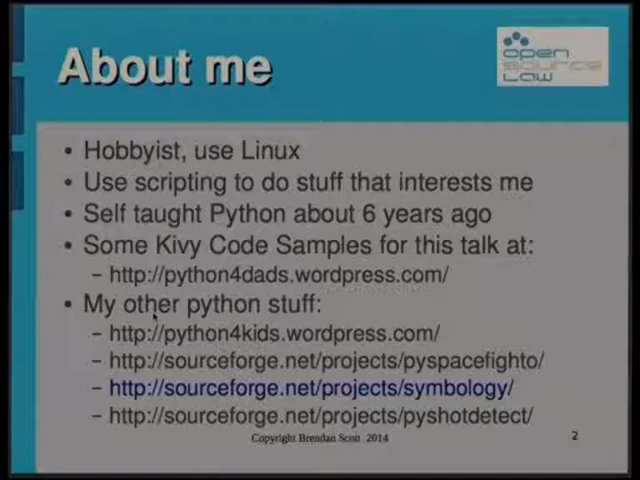 About me
open
source
LAW
• Hobbyist, use Linux
• Use scripting to do stuff that interests me
• Self taught Python about 6 years ago
• Some Kivy Code Samples for this talk at:
– http://python4dads.wordpress.com/
• My other python stuff:
– http://python4kids.wordpress.com/
– http://sourceforge.net/projects/pyspacefighto/
– http://sourceforge.net/projects/symbology/
– http://sourceforge.net/projects/pyshotdetect/
Copyright Brendan Scott 2014
2